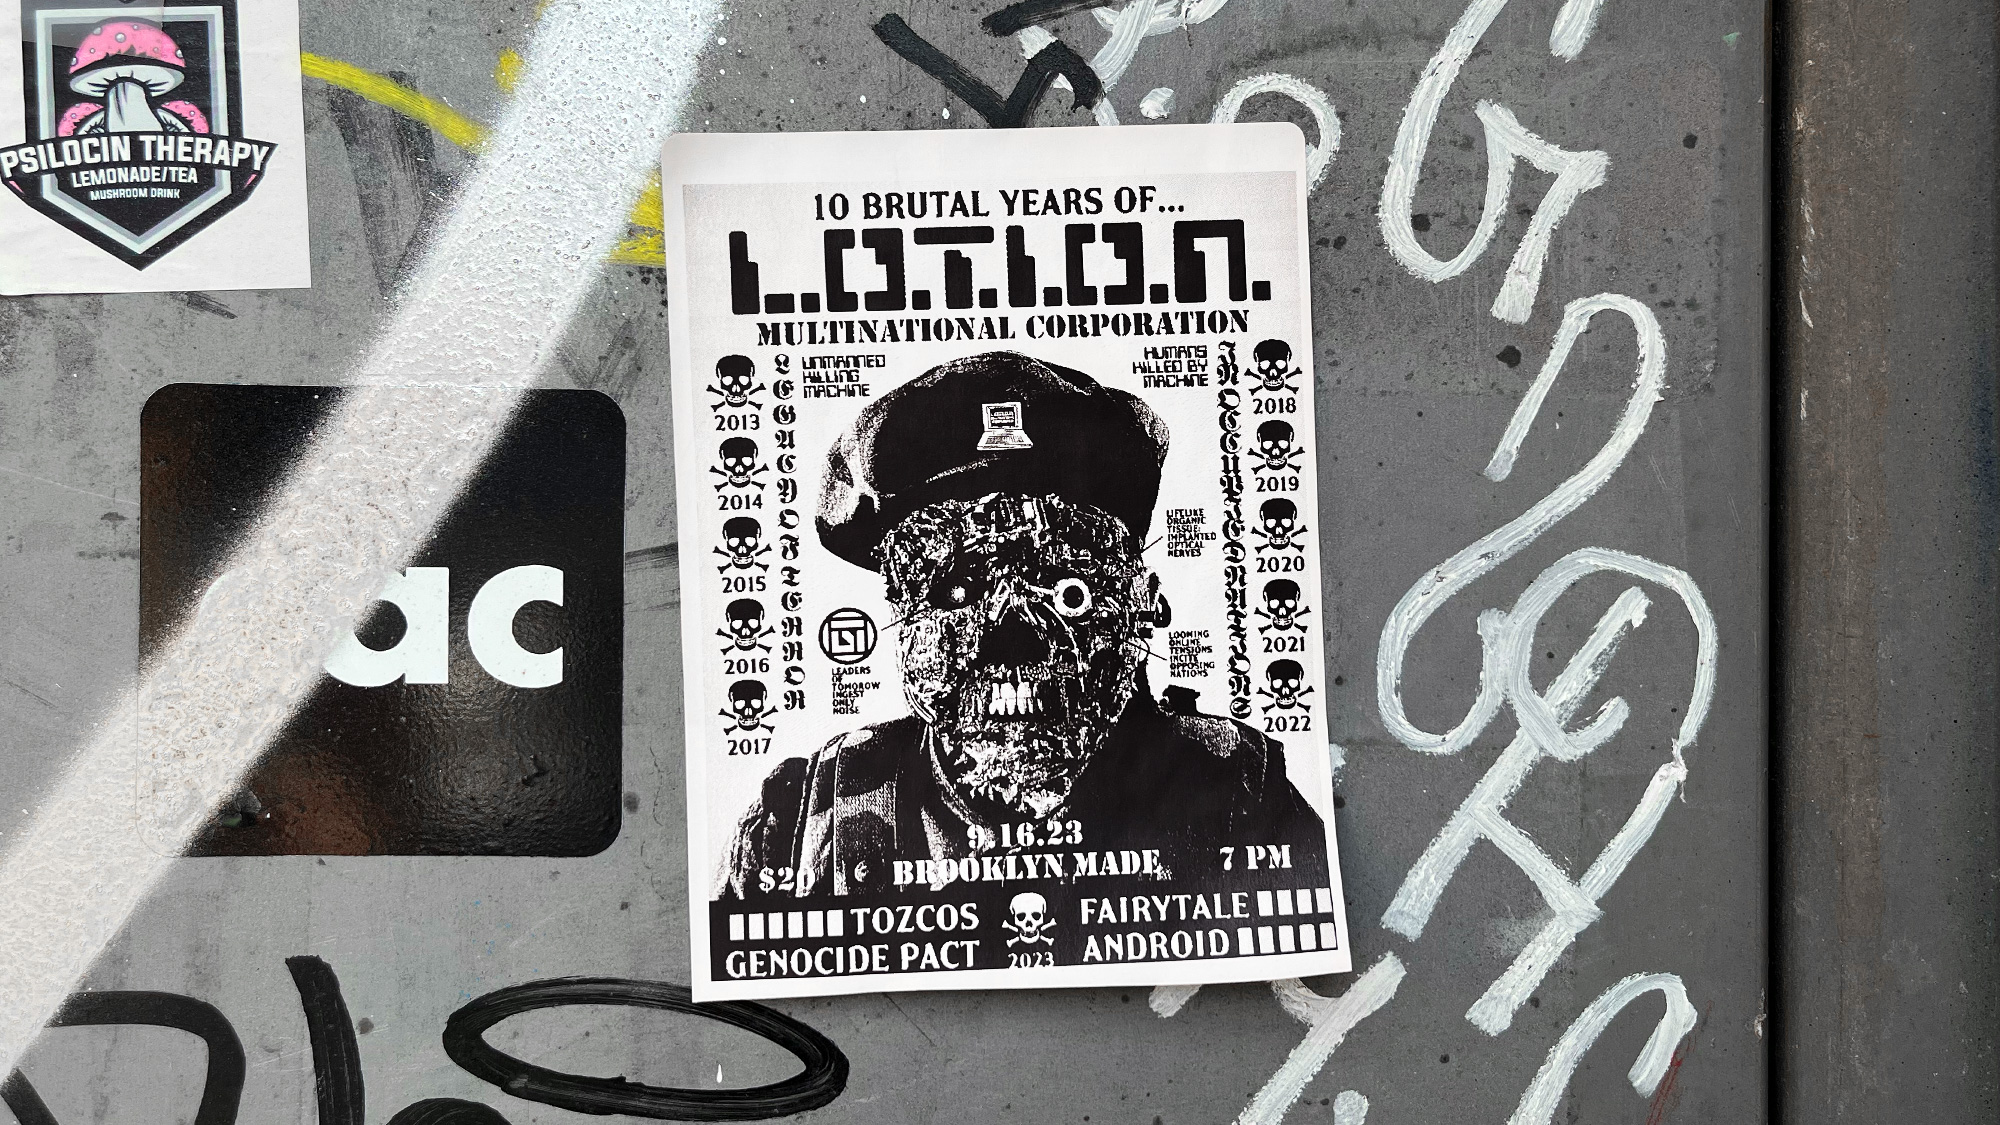 PSILOCIN THERAPY
LEMONADE/TEA
MUSHROOM DRINK
ac
10 BRUTAL YEARS OF...
L.O.T.I.O.N.
MULTINATIONAL CORPORATION
UNMANNED
KILLING
MACHINE
HUMANS
KILLED BY
MACHINE
LEGACY OF TERROR
2013
2014
2015
2016
2017
2018
2019
2020
2021
2022
LIFELIKE
ORGANIC
TISSUE:
IMPLANTED
OPTICAL
NERVES
LOOMING
ONLINE
TENSIONS
INCITE
OPPOSING
NATIONS
LEADERS
OF
TOMORROW
INGEST
ONLY
NOISE
9.16.23
$20
BROOKLYN MADE
7 PM
TOZCOS
FAIRYTALE
GENOCIDE PACT
2023
ANDROID